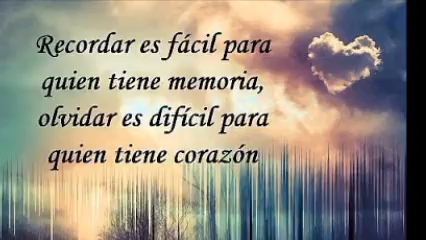 Recordar es fácil para
quien tiene memoria,
olvidar es difícil para
quien tiene corazón